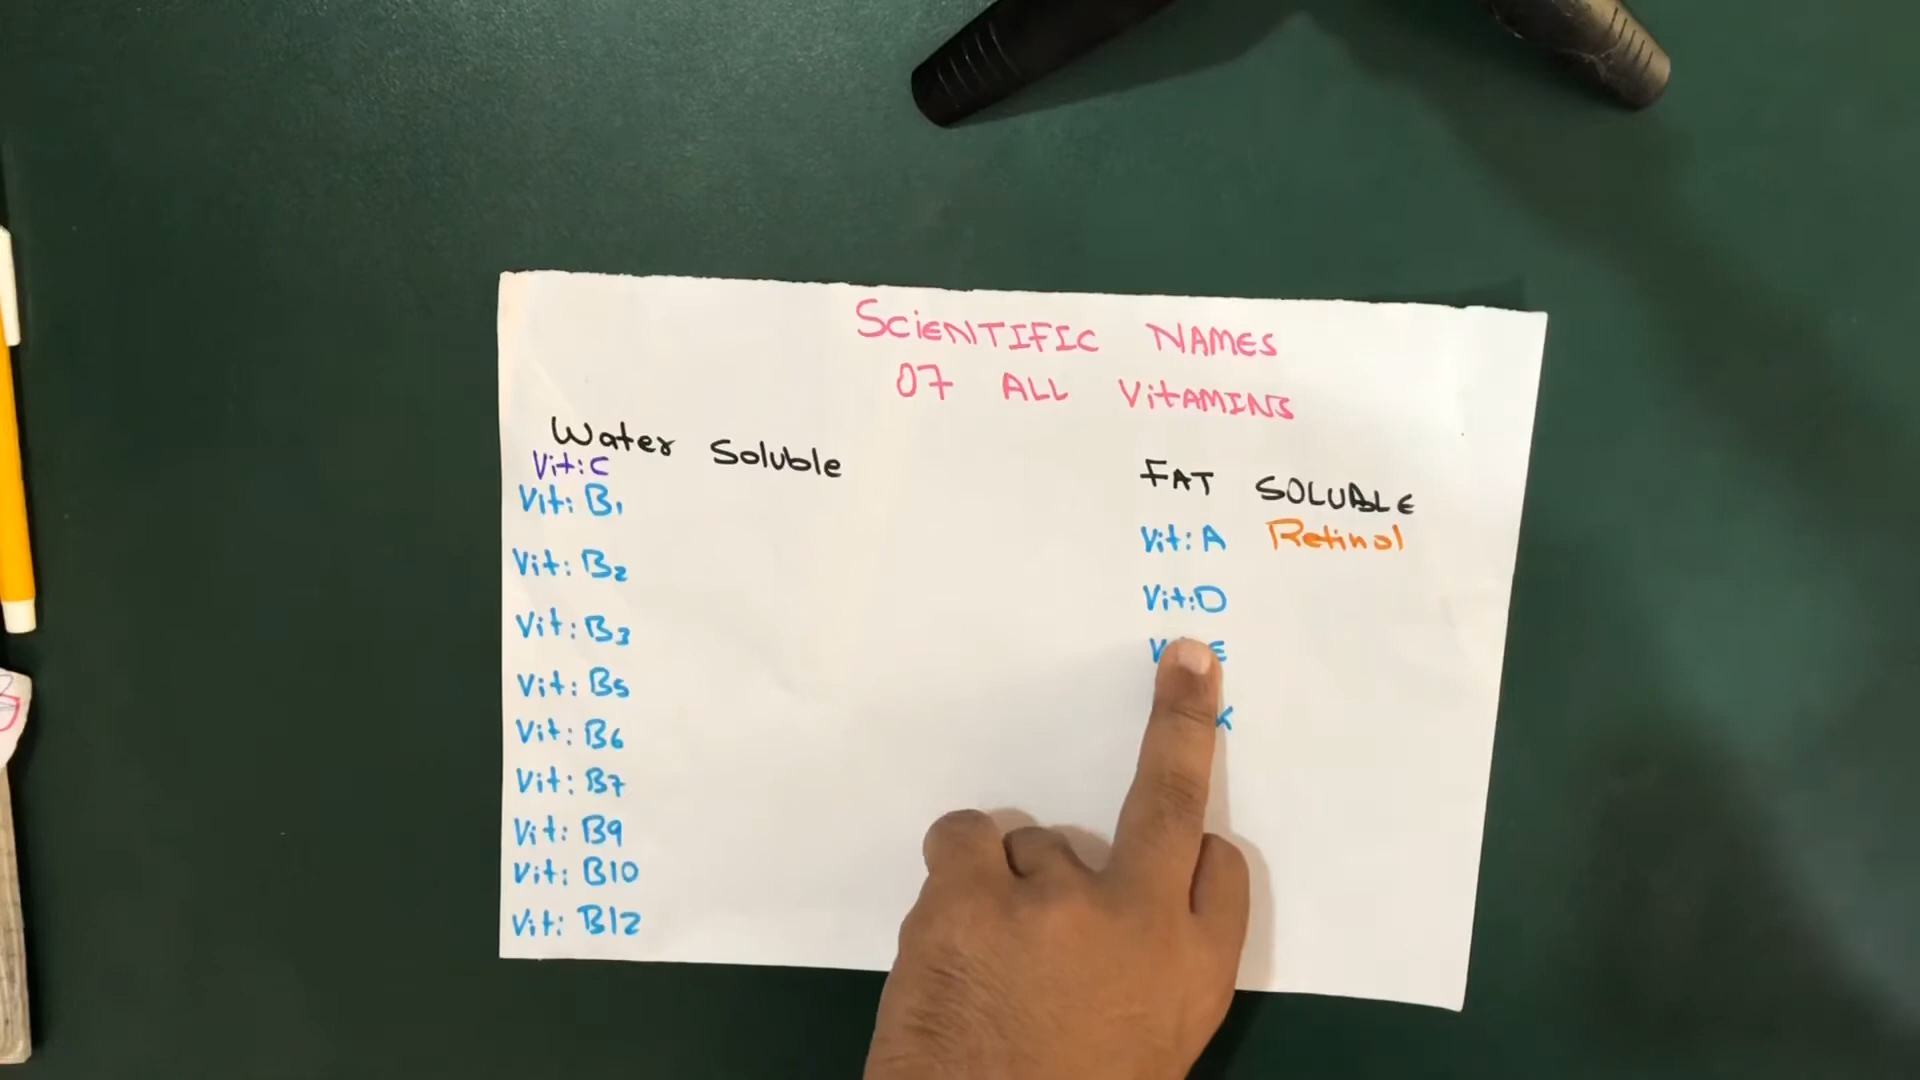 SCIENTIFIC NAMES
07 ALL VITAMINS
Water Soluble
Vit:C
Vit: B1
Vit: B2
Vit: B3
Vit: B5
Vit: B6
Vit: B7
Vit: B9
Vit: B10
Vit: B12
FAT SOLUBLE
Vit: A Retinol
Vit:D
E
K